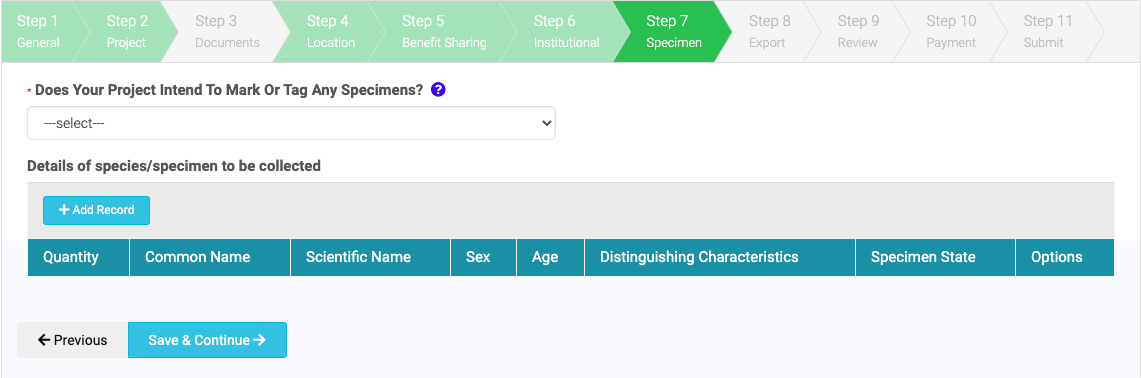 Step 1 Step 2 Step 3 Step 4 Step 5 Step 6 Step 7 Step 8 Step 9 Step 10 Step 11
General Project Documents Location Benefit Sharing Institutional Specimen Export Review Payment Submit
* Does Your Project Intend To Mark Or Tag Any Specimens? ?
---select---
Details of species/specimen to be collected
+ Add Record
Quantity Common Name Scientific Name Sex Age Distinguishing Characteristics Specimen State Options
← Previous Save & Continue →